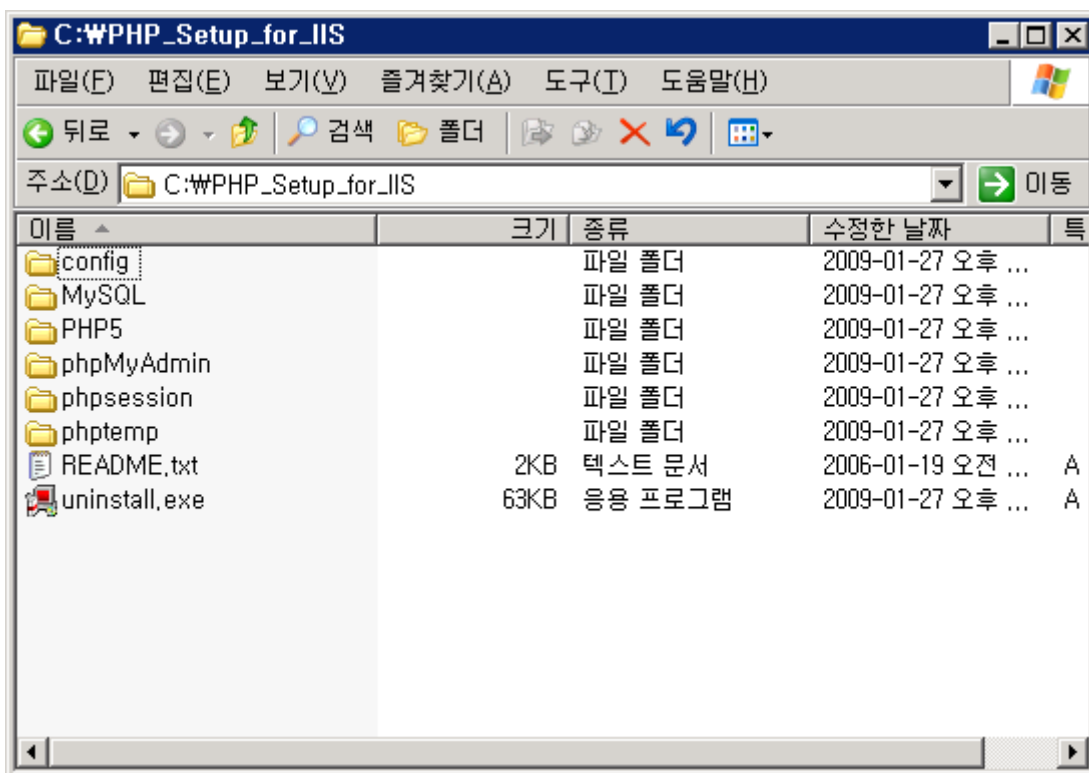 C:₩PHP_Setup_for_IIS
파일(F) 편집(E) 보기(V) 즐겨찾기(A) 도구(T) 도움말(H)
뒤로 검색 폴더
주소(D) C:₩PHP_Setup_for_IIS 이동
이름 크기 종류 수정한 날짜 특
config 파일 폴더 2009-01-27 오후 ...
MySQL 파일 폴더 2009-01-27 오후 ...
PHP5 파일 폴더 2009-01-27 오후 ...
phpMyAdmin 파일 폴더 2009-01-27 오후 ...
phpsession 파일 폴더 2009-01-27 오후 ...
phptemp 파일 폴더 2009-01-27 오후 ...
README.txt 2KB 텍스트 문서 2006-01-19 오전 ... A
uninstall.exe 63KB 응용 프로그램 2009-01-27 오후 ... A